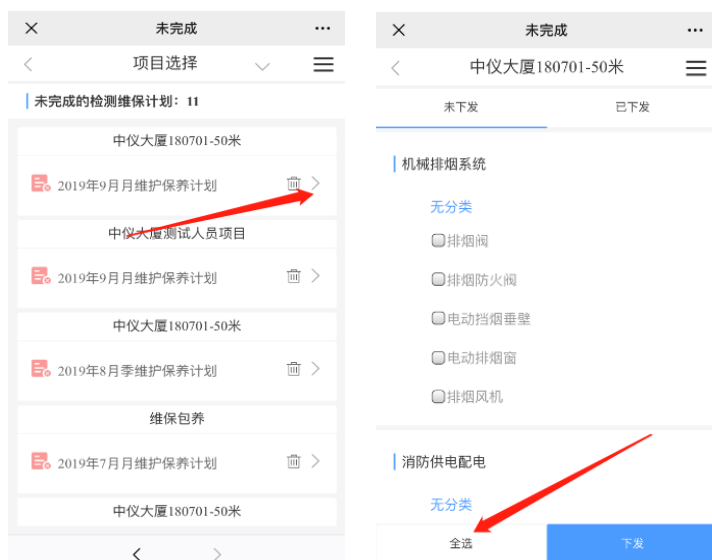 未完成
项目选择
未完成的检测维保计划：11
中仪大厦180701-50米
2019年9月月维护保养计划
中仪大厦测试人员项目
2019年9月月维护保养计划
中仪大厦180701-50米
2019年8月季维护保养计划
维保包养
2019年7月月维护保养计划
中仪大厦180701-50米
未完成
中仪大厦180701-50米
未下发
已下发
机械排烟系统
无分类
排烟阀
排烟防火阀
电动挡烟垂壁
电动排烟窗
排烟风机
消防供电配电
无分类
全选
下发